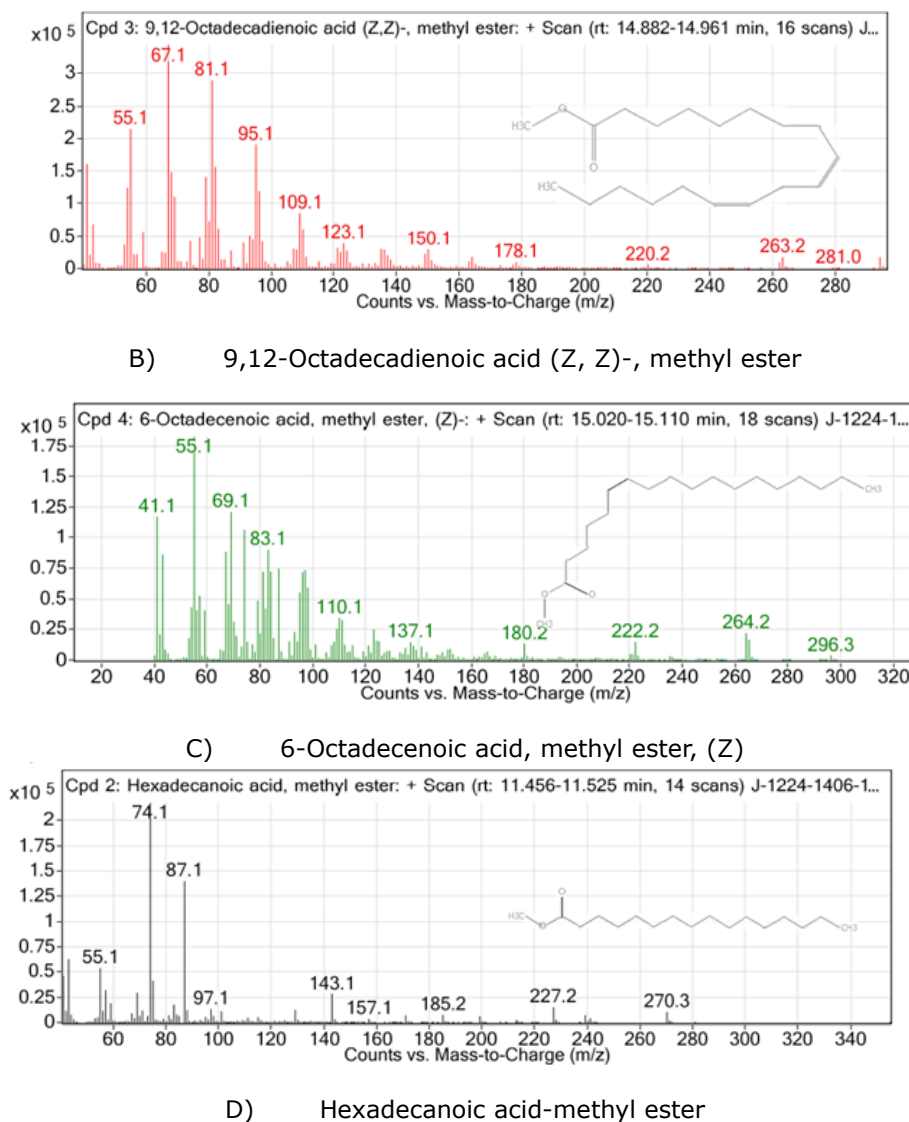 Cpd 3: 9,12-Octadecadienoic acid (Z,Z)-, methyl ester: + Scan (rt: 14.882-14.961 min, 16 scans) J...
x10 5
3
2.5
2
1.5
1
0.5
0
55.1
67.1
81.1
95.1
109.1
123.1
150.1
178.1
220.2
263.2
281.0
H3C
O
O
H3C
60 80 100 120 140 160 180 200 220 240 260 280
Counts vs. Mass-to-Charge (m/z)
B) 9,12-Octadecadienoic acid (Z, Z)-, methyl ester
Cpd 4: 6-Octadecenoic acid, methyl ester, (Z)-: + Scan (rt: 15.020-15.110 min, 18 scans) J-1224-1...
x10 5
1.75
1.5
1.25
1
0.75
0.5
0.25
0
41.1
55.1
69.1
83.1
110.1
137.1
180.2
222.2
264.2
296.3
CH3
O
O
CH3
20 40 60 80 100 120 140 160 180 200 220 240 260 280 300 320
Counts vs. Mass-to-Charge (m/z)
C) 6-Octadecenoic acid, methyl ester, (Z)
Cpd 2: Hexadecanoic acid, methyl ester: + Scan (rt: 11.456-11.525 min, 14 scans) J-1224-1406-1...
x10 5
2
1.75
1.5
1.25
1
0.75
0.5
0.25
0
55.1
74.1
87.1
97.1
143.1
157.1
185.2
227.2
270.3
O
H3C
O
CH3
60 80 100 120 140 160 180 200 220 240 260 280 300 320 340
Counts vs. Mass-to-Charge (m/z)
D) Hexadecanoic acid-methyl ester